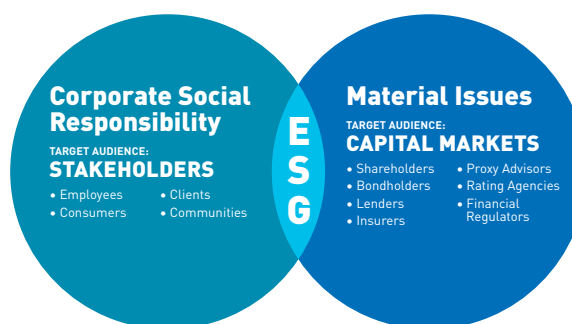 Corporate Social
Responsibility
TARGET AUDIENCE:
STAKEHOLDERS
• Employees
• Consumers
• Clients
• Communities
E
S
G
Material Issues
TARGET AUDIENCE:
CAPITAL MARKETS
• Shareholders
• Bondholders
• Lenders
• Insurers
• Proxy Advisors
• Rating Agencies
• Financial
Regulators